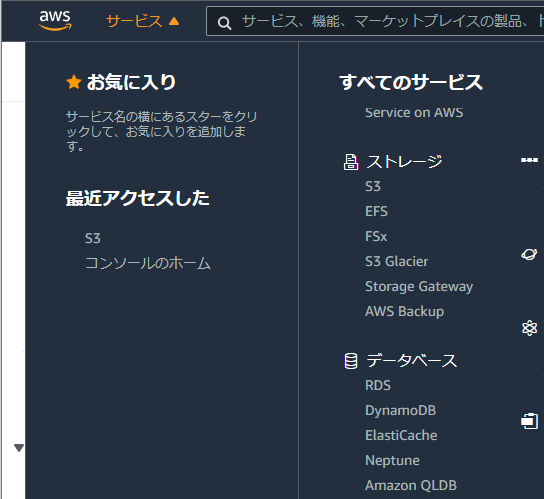 aws
サービス
サービス、機能、マーケットプレイスの製品、
お気に入り
サービス名の横にあるスターをクリ
ックして、お気に入りを追加しま
す。
最近アクセスした
S3
コンソールのホーム
すべてのサービス
Service on AWS
ストレージ
S3
EFS
FSx
S3 Glacier
Storage Gateway
AWS Backup
データベース
RDS
DynamoDB
ElastiCache
Neptune
Amazon QLDB